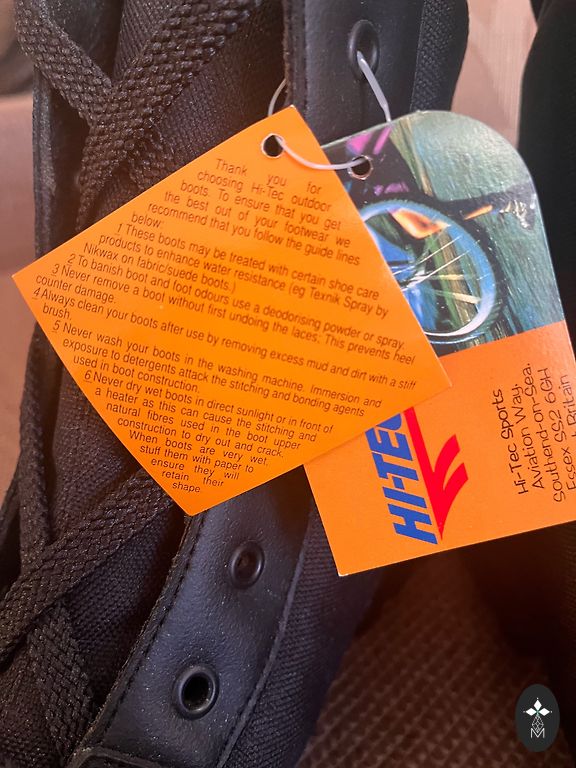 Thank you for
choosing Hi-Tec outdoor
boots. To ensure that you get
the best out of your footwear we
recommend that you follow the guide lines
below:
1 These boots may be treated with certain shoe care
products to enhance water resistance (eg Texnik Spray by
Nikwax on fabric/suede boots.)
2 To banish boot and foot odours use a deodorising powder or spray.
3 Never remove a boot without first undoing the laces: This prevents heel
counter damage.
4 Always clean your boots after use by removing excess mud and dirt with a stiff
brush.
5 Never wash your boots in the washing machine. Immersion and
exposure to detergents attack the stitching and bonding agents
used in boot construction.
6 Never dry wet boots in direct sunlight or in front of
a heater as this can cause the stitching and
natural fibres used in the boot upper
construction to dry out and crack.
When boots are very wet,
stuff them with paper to
ensure they will
retain their
shape.
HI-TEC
Hi-Tec Sports
Aviation Way,
Southend-on-Sea,
Essex SS2 6GH
Britain
M